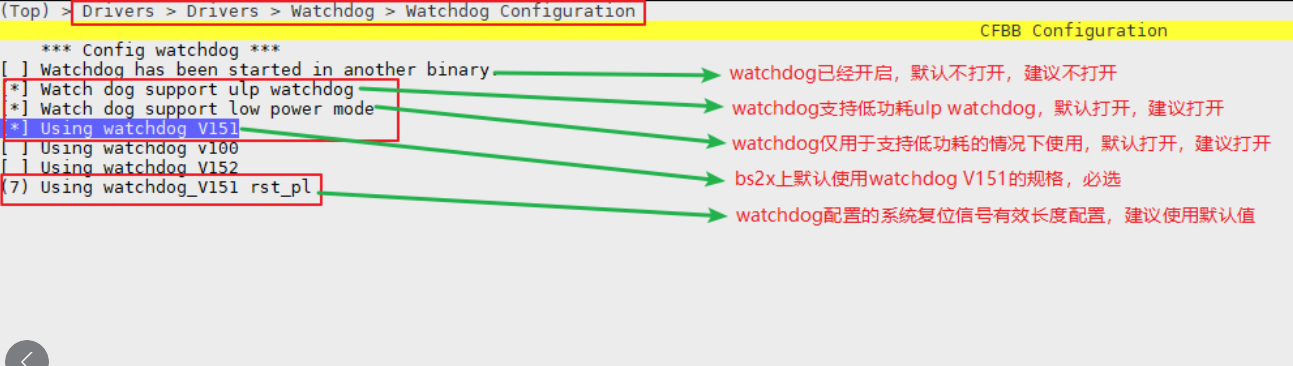 (Top) > Drivers > Drivers > Watchdog > Watchdog Configuration
CFBB Configuration
*** Config watchdog ***
[ ] Watchdog has been started in another binary.
watchdog已经开启，默认不打开，建议不打开
[*] Watch dog support ulp watchdog
watchdog支持低功耗ulp watchdog，默认打开，建议打开
[*] Watch dog support low power mode
watchdog仅用于支持低功耗的情况下使用，默认打开，建议打开
[*] Using watchdog V151
bs2x上默认使用watchdog V151的规格，必选
[ ] Using watchdog v100
[ ] Using watchdog V152
(7) Using watchdog_V151 rst_pl
watchdog配置的系统复位信号有效长度配置，建议使用默认值